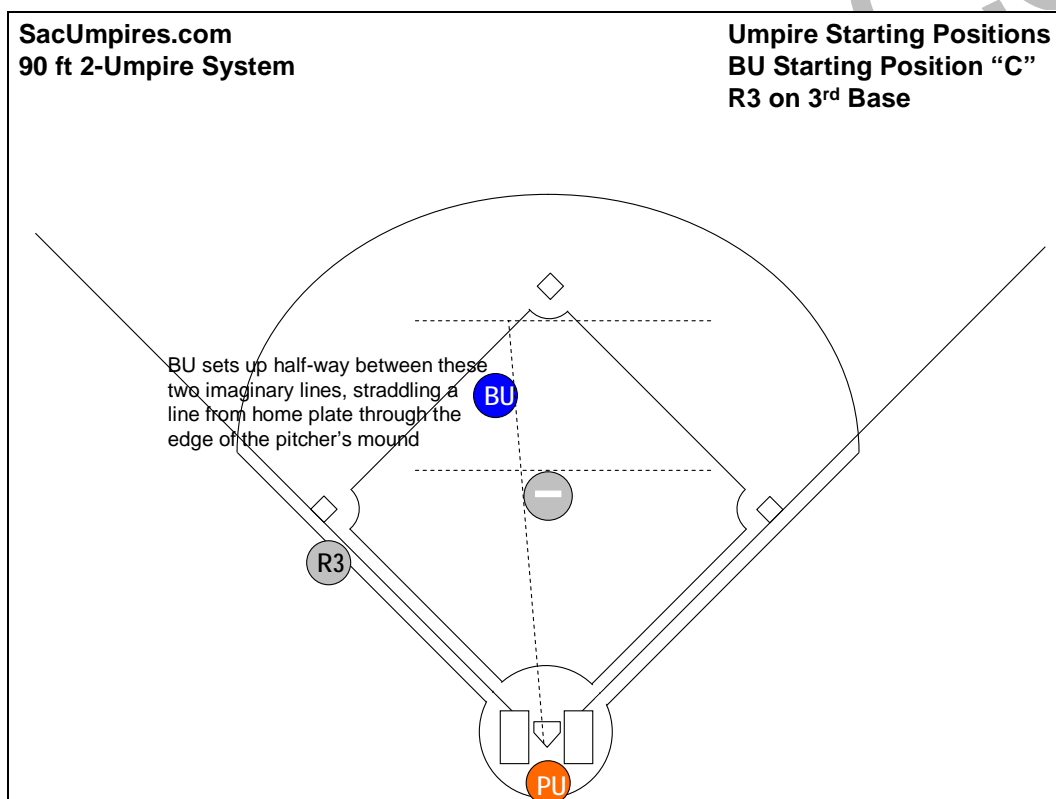 SacUmpires.com
90 ft 2-Umpire System
Umpire Starting Positions
BU Starting Position “C”
R3 on 3rd Base
BU sets up half-way between these
two imaginary lines, straddling a
line from home plate through the
edge of the pitcher’s mound
BU
R3
PU